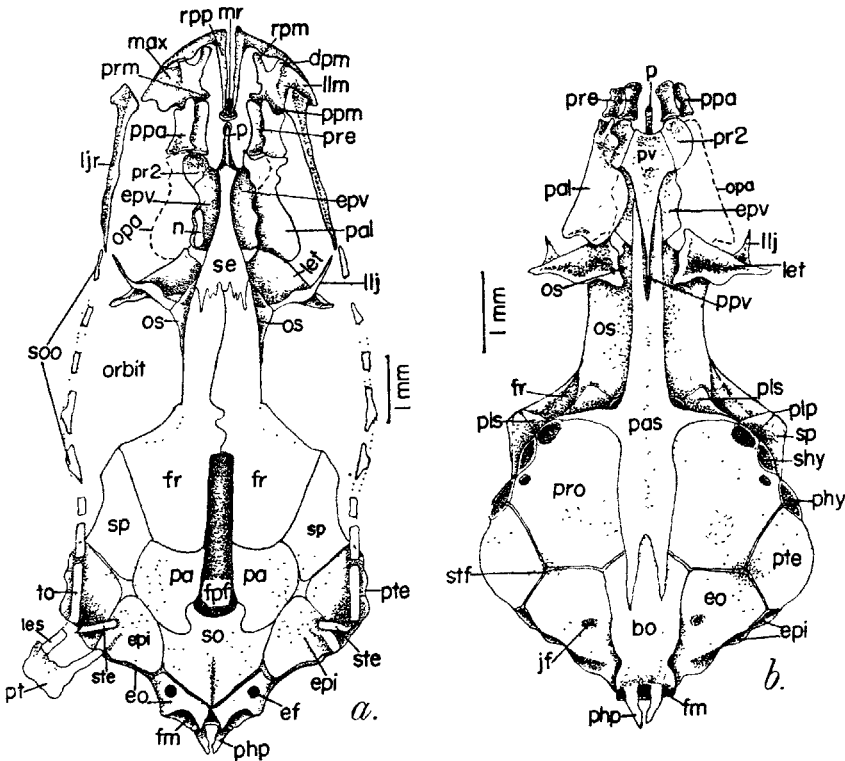 rpp mr rpm
max dpm
prm llm
ppm
ppa p pre
ljr
pr2
epv epv
opa n pal
se let
llj
os os
soo
orbit
1 mm
fr fr
sp sp
pa pa
fpf
to pte
les so
epi
ste ste
pt epi
eo ef
fm php
a.
p
pre ppa
pv pr2
pal opa
epv
llj
let
os ppv
1 mm
os
fr pls
pls pas plp
sp
shy
pro phy
stf pte
eo
bo epi
jf
fm
php
b.